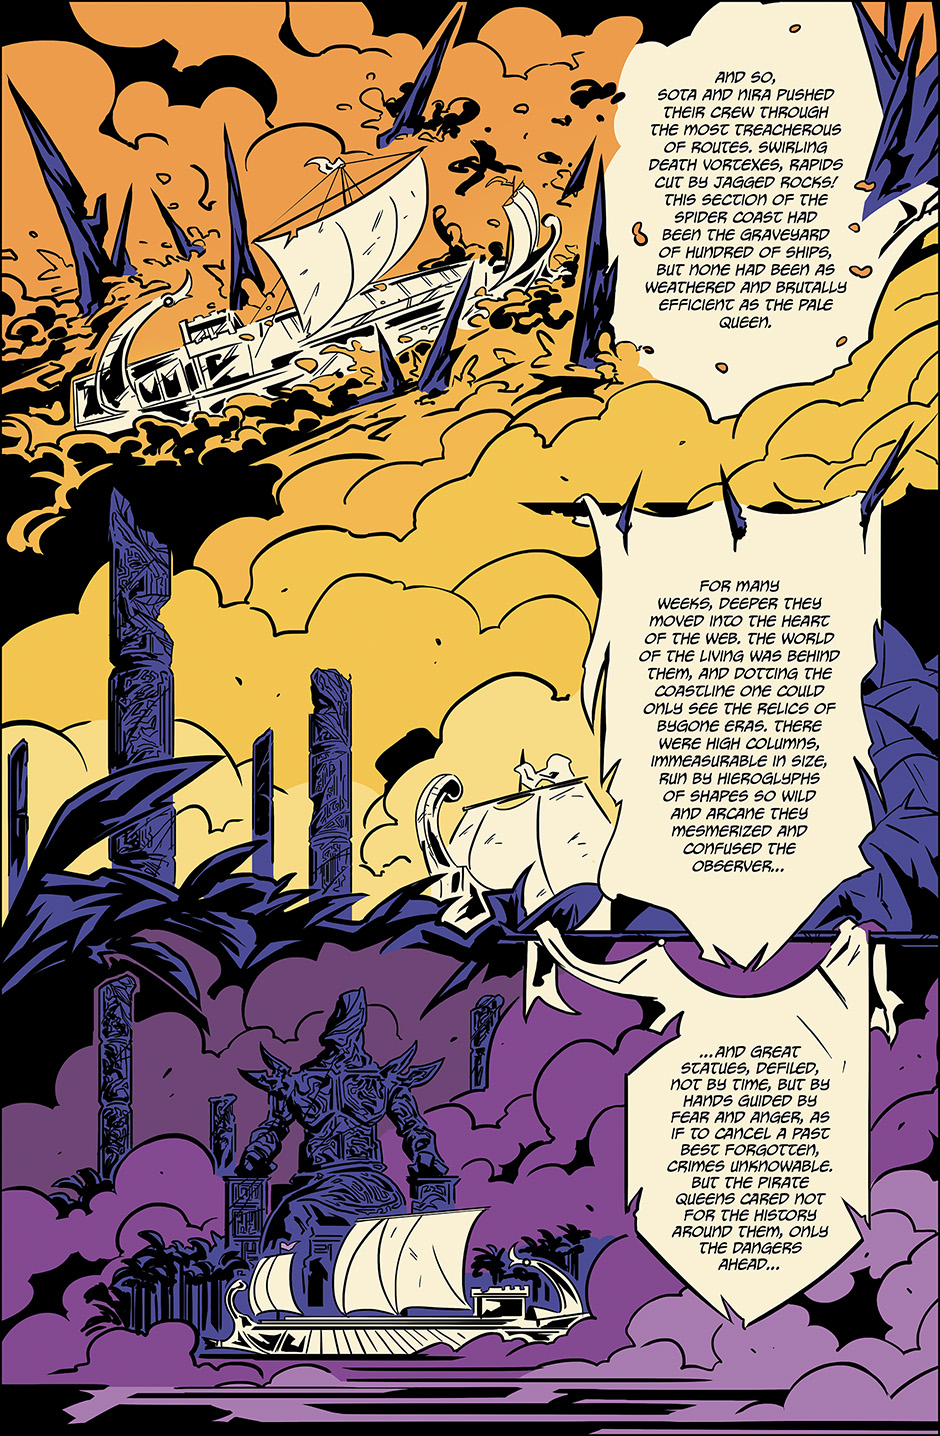 AND SO,
SOTA AND NIRA PUSHED
THEIR CREW THROUGH
THE MOST TREACHEROUS
OF ROUTES. SWIRLING
DEATH VORTEXES, RAPIDS
CUT BY JAGGED ROCKS!
THIS SECTION OF THE
SPIDER COAST HAD
BEEN THE GRAVEYARD
OF HUNDRED OF SHIPS,
BUT NONE HAD BEEN AS
WEATHERED AND BRUTALLY
EFFICIENT AS THE PALE
QUEEN.
FOR MANY
WEEKS, DEEPER THEY
MOVED INTO THE HEART
OF THE WEB. THE WORLD
OF THE LIVING WAS BEHIND
THEM, AND DOTTING THE
COASTLINE ONE COULD
ONLY SEE THE RELICS OF
BYGONE ERAS. THERE
WERE HIGH COLUMNS,
IMMEASURABLE IN SIZE,
RUN BY HIEROGLYPHS
OF SHAPES SO WILD
AND ARCANE THEY
MESMERIZED AND
CONFUSED THE
OBSERVER...
...AND GREAT
STATUES, DEFILED,
NOT BY TIME, BUT BY
HANDS GUIDED BY
FEAR AND ANGER, AS
IF TO CANCEL A PAST
BEST FORGOTTEN,
CRIMES UNKNOWABLE.
BUT THE PIRATE
QUEENS CARED NOT
FOR THE HISTORY
AROUND THEM, ONLY
THE DANGERS
AHEAD...